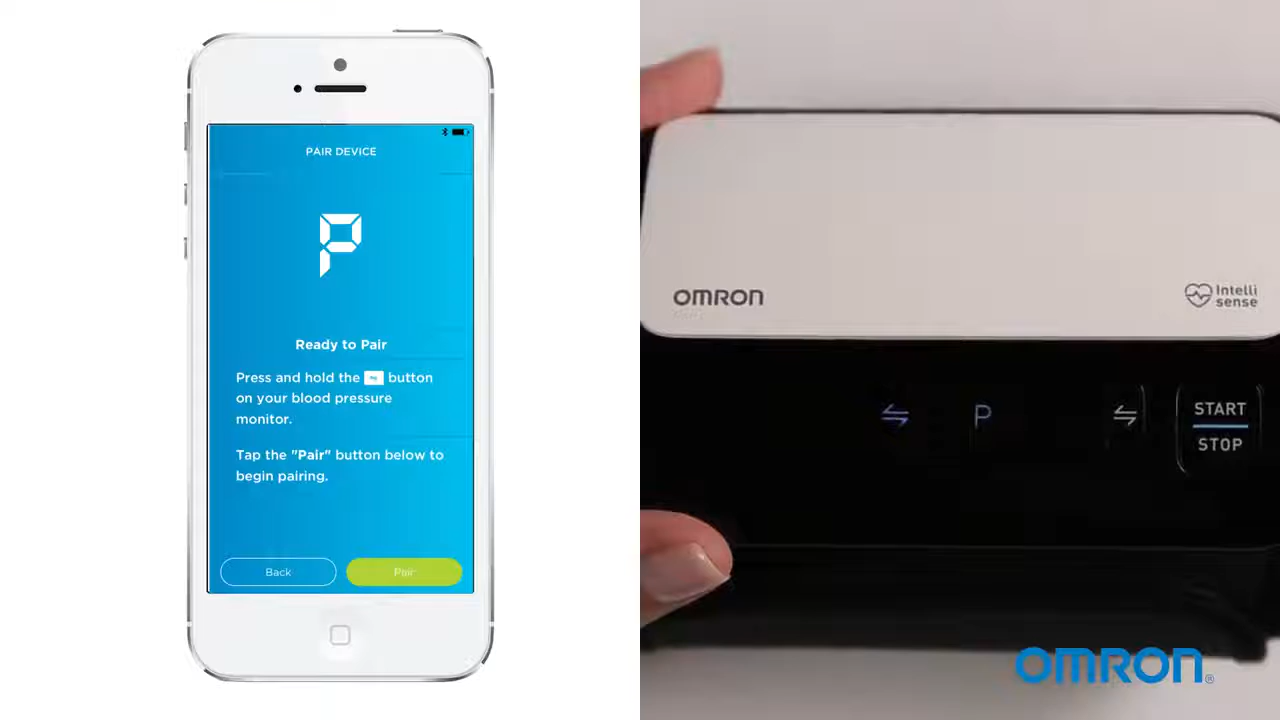 PAIR DEVICE
P
Ready to Pair
Press and hold the button
on your blood pressure
monitor.
Tap the "Pair" button below to
begin pairing.
Back
Pair
OMRON
Intelli
sense
P
START
STOP
OMRON®